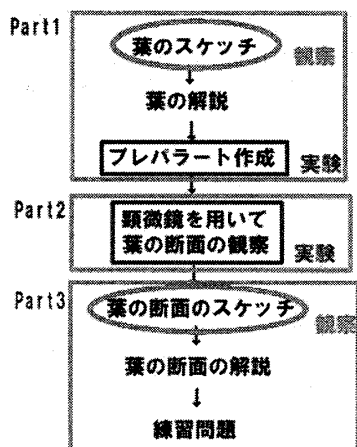 Part1
葉のスケッチ
観察
葉の解説
プレパラート作成
実験
Part2
顕微鏡を用いて
葉の断面の観察
実験
Part3
葉の断面のスケッチ
観察
葉の断面の解説
練習問題